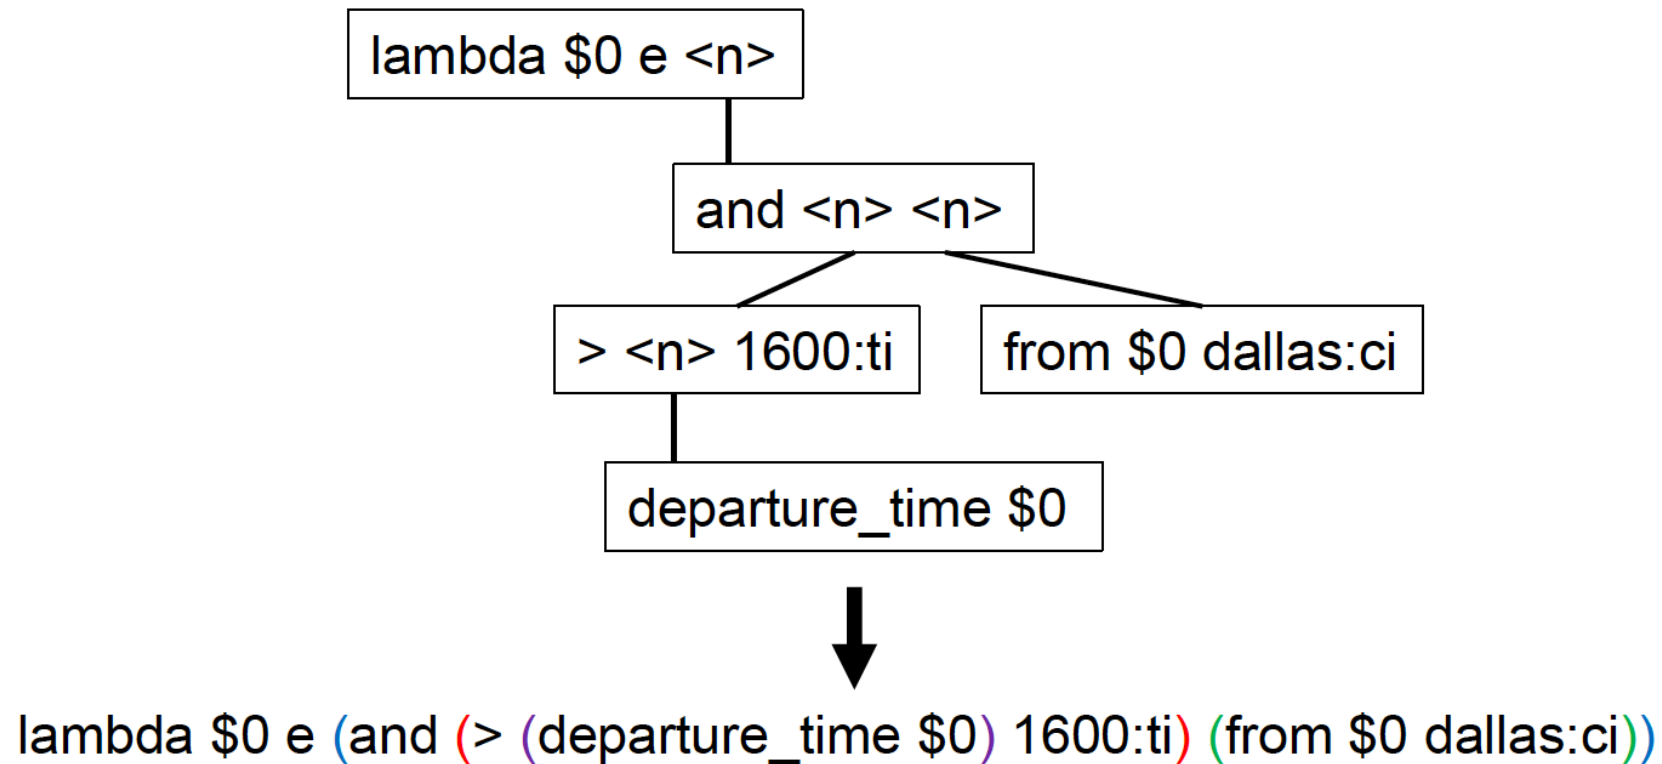 lambda $0 e <n>
and <n> <n>
> <n> 1600:ti
from $0 dallas:ci
departure_time $0
lambda $0 e (and (> (departure_time $0) 1600:ti) (from $0 dallas:ci))